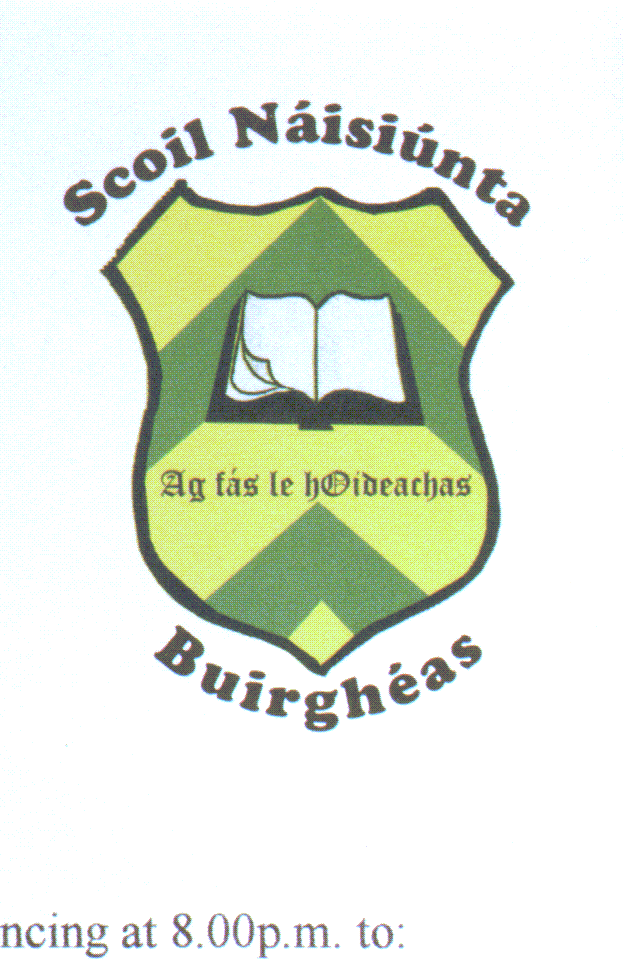 Scoil Náisiúnta
Ag fás le hOideachas
Buirghéas
ncing at 8.00p.m. to: